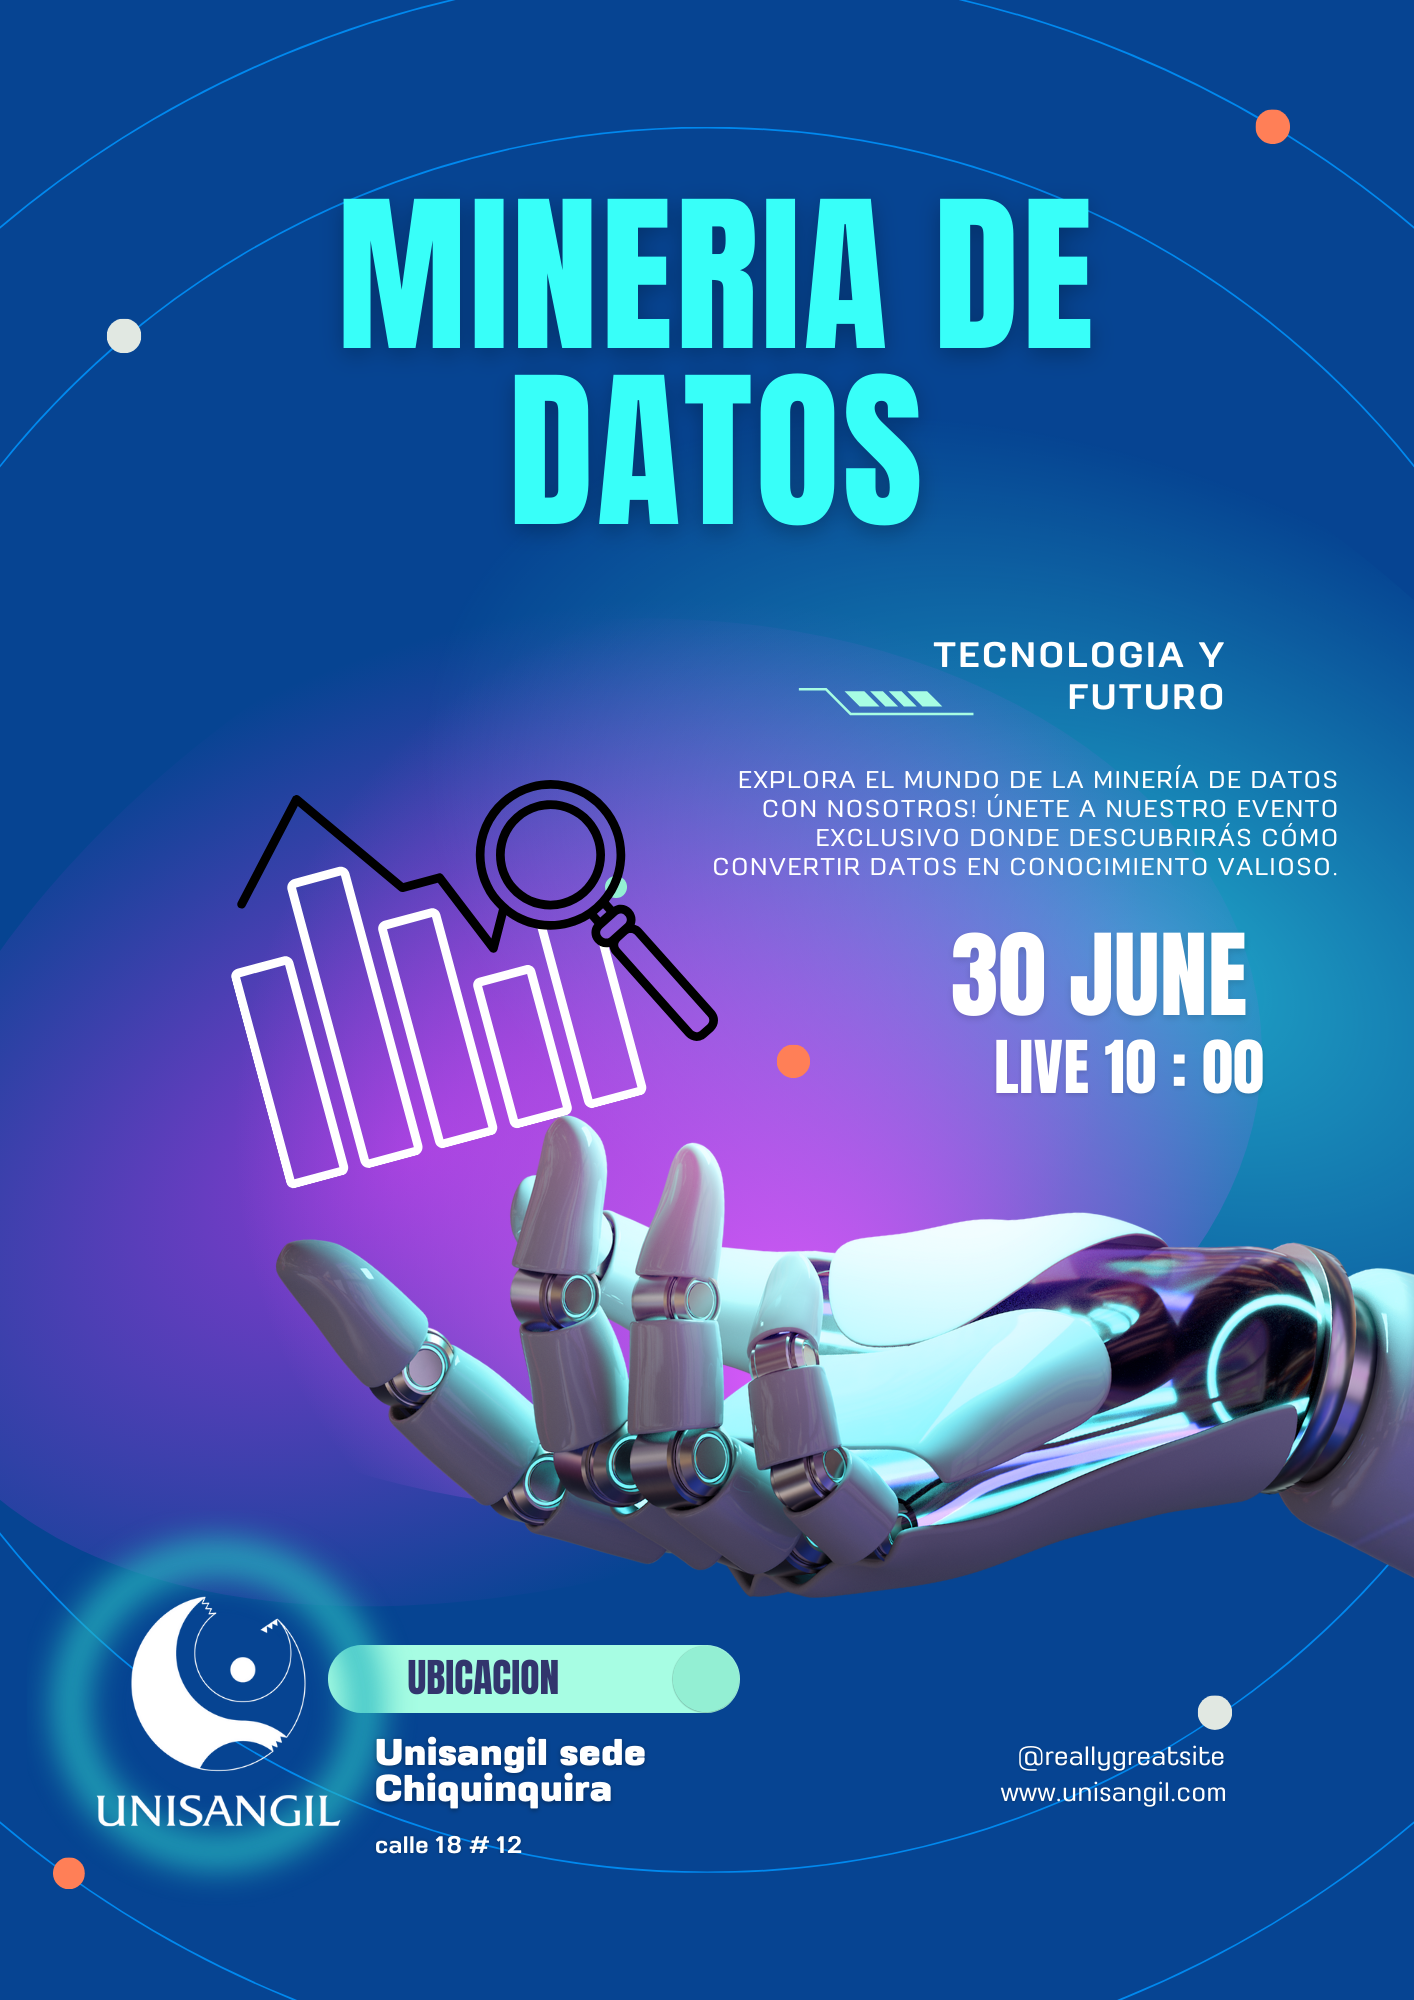 MINERIA DE
DATOS
TECNOLOGIA Y
FUTURO
EXPLORA EL MUNDO DE LA MINERÍA DE DATOS
CON NOSOTROS! ÚNETE A NUESTRO EVENTO
EXCLUSIVO DONDE DESCUBRIRÁS CÓMO
CONVERTIR DATOS EN CONOCIMIENTO VALIOSO.
30 JUNE
LIVE 10 : 00
UBICACION
Unisangil sede
Chiquinquira
calle 18 # 12
UNISANGIL
@reallygreatsite
www.unisangil.com